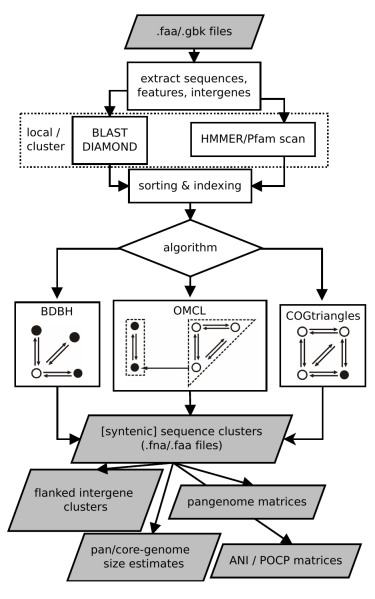 .faa/.gbk files
extract sequences,
features, intergenes
local /
cluster
BLAST
DIAMOND
HMMER/Pfam scan
sorting & indexing
algorithm
BDBH
OMCL
COGtriangles
[syntenic] sequence clusters
(.fna/.faa files)
flanked intergene
clusters
pangenome matrices
pan/core-genome
size estimates
ANI / POCP matrices